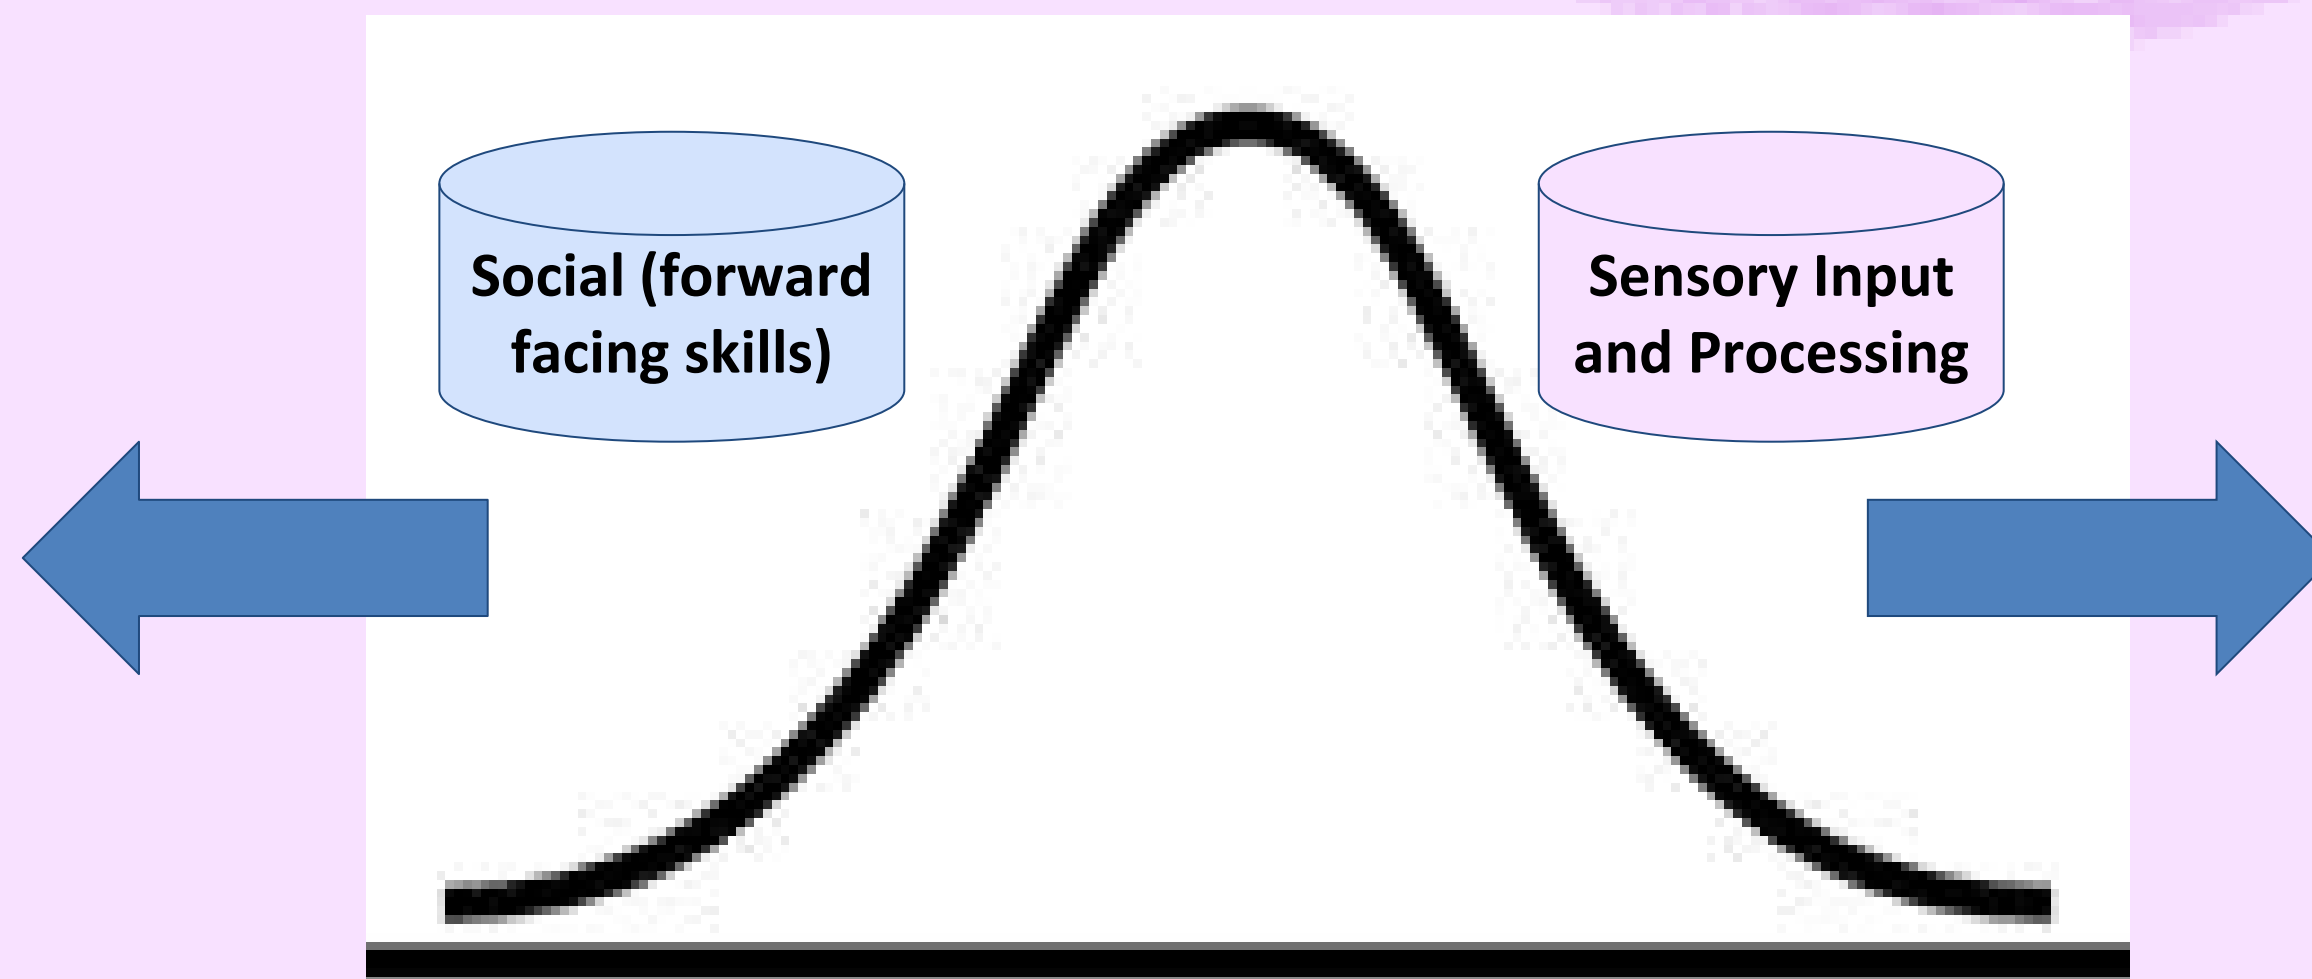 Social (forward
facing skills)
Sensory Input
and Processing